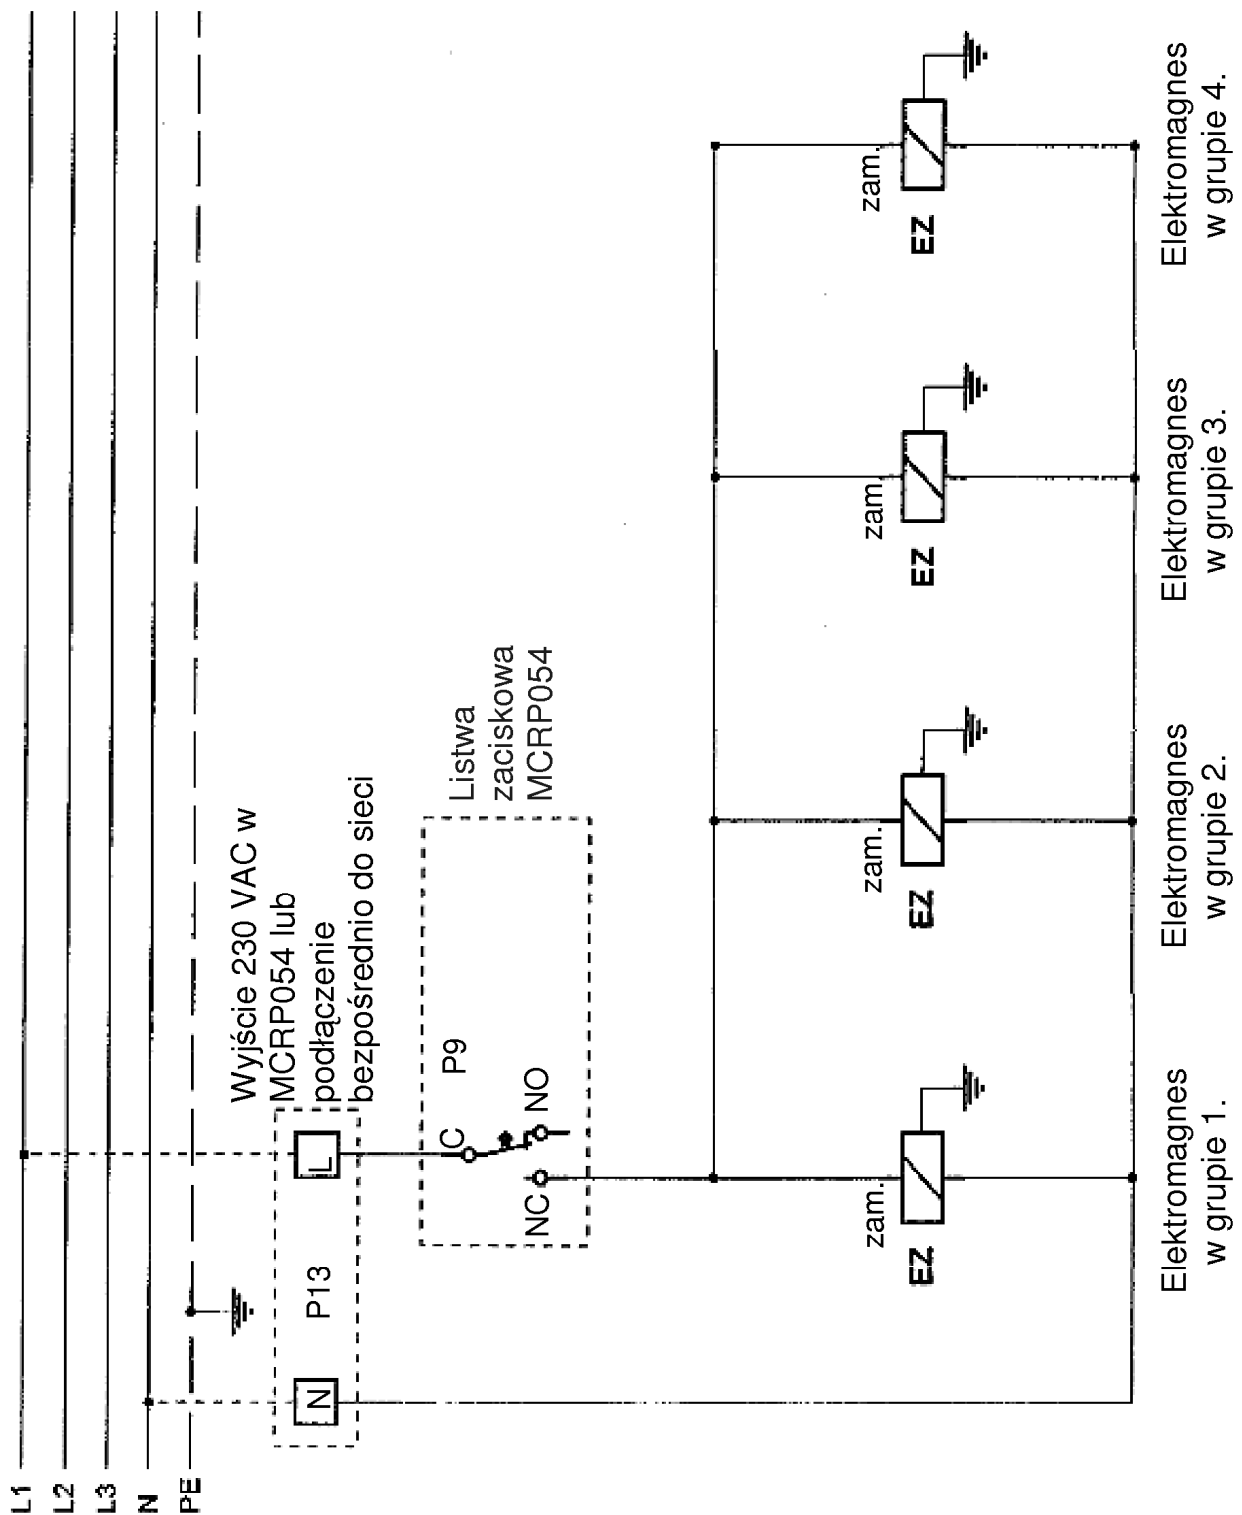 L1
L2
L3
N
PE
Wyjście 230 VAC w
MCRP054 lub
podłączenie
bezpośrednio do sieci
N
P13
L
Listwa
zaciskowa
MCRP054
C
P9
NC
NO
zam.
EZ
zam.
EZ
zam.
EZ
zam.
EZ
Elektromagnes
w grupie 1.
Elektromagnes
w grupie 2.
Elektromagnes
w grupie 3.
Elektromagnes
w grupie 4.